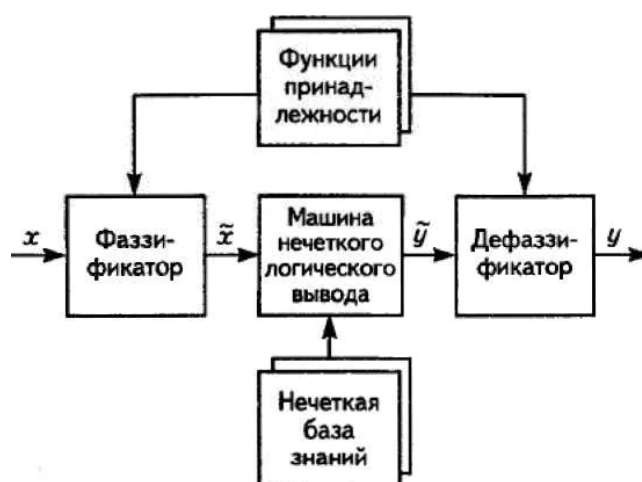 Функции
принад-
лежности
x
Фаззи-
фикатор
x̃
Машина
нечеткого
логического
вывода
ỹ
Дефаззи-
фикатор
y
Нечеткая
база
знаний